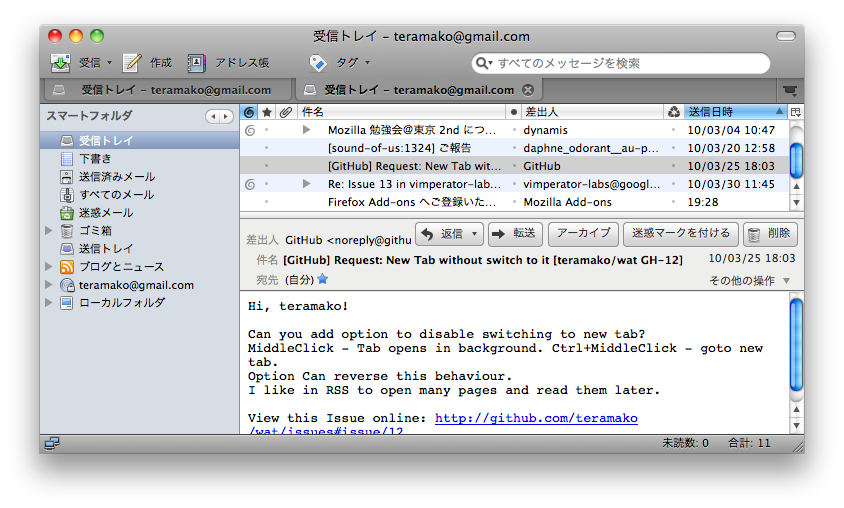 受信トレイ – teramako@gmail.com
受信 作成 アドレス帳 タグ すべてのメッセージを検索
受信トレイ – teramako@gmail.com 受信トレイ – teramako@gmail.com
スマートフォルダ
受信トレイ
下書き
送信済みメール
すべてのメール
迷惑メール
ゴミ箱
送信トレイ
ブログとニュース
teramako@gmail.com
ローカルフォルダ
件名 差出人 送信日時
Mozilla 勉強会@東京 2nd につ... dynamis 10/03/04 10:47
[sound-of-us:1324] ご報告 daphne_odorant__au-p... 10/03/20 12:58
[GitHub] Request: New Tab wit... GitHub 10/03/25 18:03
Re: Issue 13 in vimperator-lab... vimperator-labs@googl... 10/03/30 11:45
Firefox Add-ons へご登録いた... Mozilla Add-ons 19:28
差出人 GitHub <noreply@githu 返信 転送 アーカイブ 迷惑マークを付ける 削除
件名 [GitHub] Request: New Tab without switch to it [teramako/wat GH-12] 10/03/25 18:03
宛先 (自分) その他の操作
Hi, teramako!
Can you add option to disable switching to new tab?
MiddleClick - Tab opens in background. Ctrl+MiddleClick - goto new
tab.
Option Can reverse this behaviour.
I like in RSS to open many pages and read them later.
View this Issue online: http://github.com/teramako
/wat/issues#issue/12
未読数: 0 合計: 11